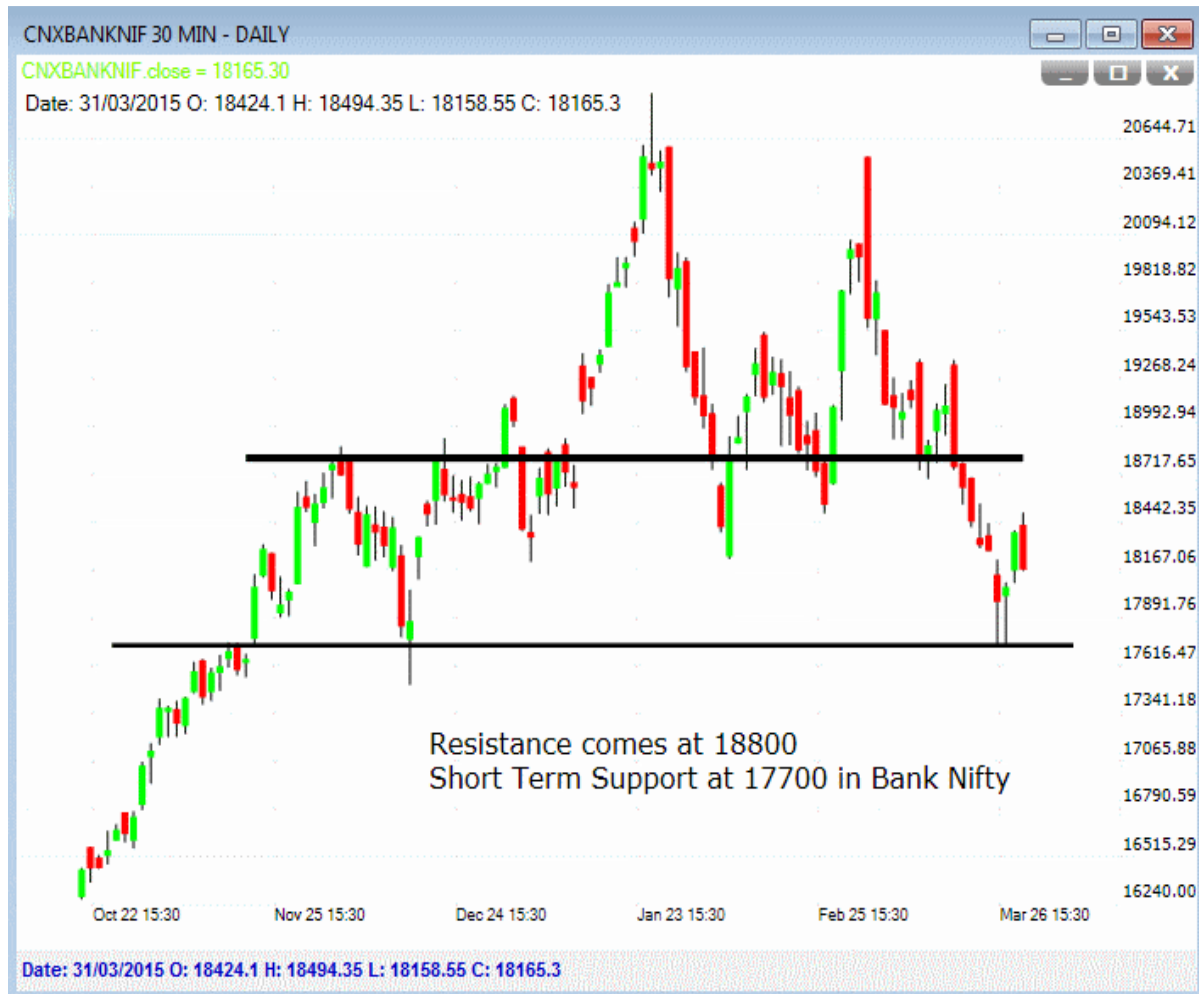 CNXBANKNIF 30 MIN - DAILY
CNXBANKNIF.close = 18165.30
Date: 31/03/2015 O: 18424.1 H: 18494.35 L: 18158.55 C: 18165.3
20644.71
20369.41
20094.12
19818.82
19543.53
19268.24
18992.94
18717.65
18442.35
18167.06
17891.76
17616.47
17341.18
17065.88
16790.59
16515.29
16240.00
Resistance comes at 18800
Short Term Support at 17700 in Bank Nifty
Oct 22 15:30 Nov 25 15:30 Dec 24 15:30 Jan 23 15:30 Feb 25 15:30 Mar 26 15:30
Date: 31/03/2015 O: 18424.1 H: 18494.35 L: 18158.55 C: 18165.3